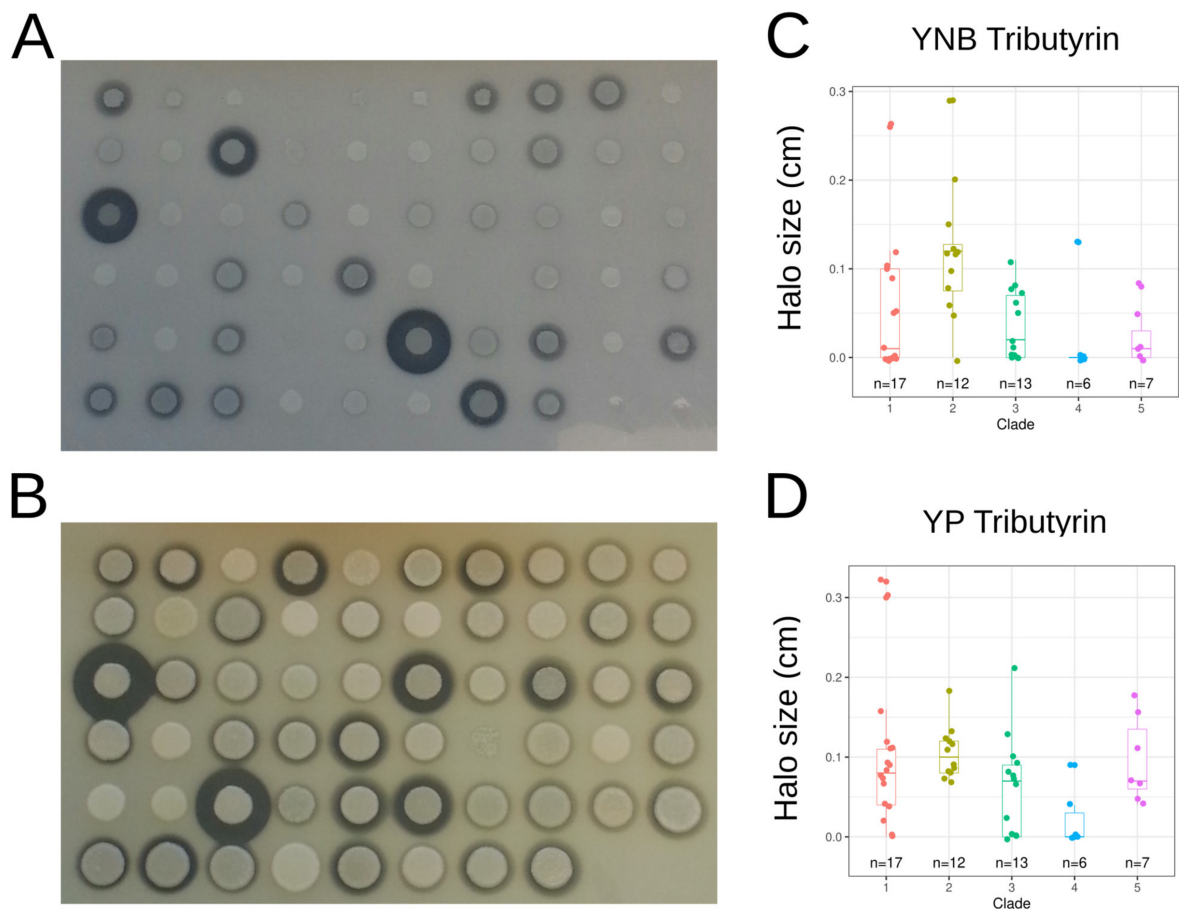 A
B
C
YNB Tributyrin
Halo size (cm)
0.3
0.2
0.1
0.0
n=17 n=12 n=13 n=6 n=7
1 2 3 4 5
Clade
D
YP Tributyrin
Halo size (cm)
0.3
0.2
0.1
0.0
n=17 n=12 n=13 n=6 n=7
1 2 3 4 5
Clade